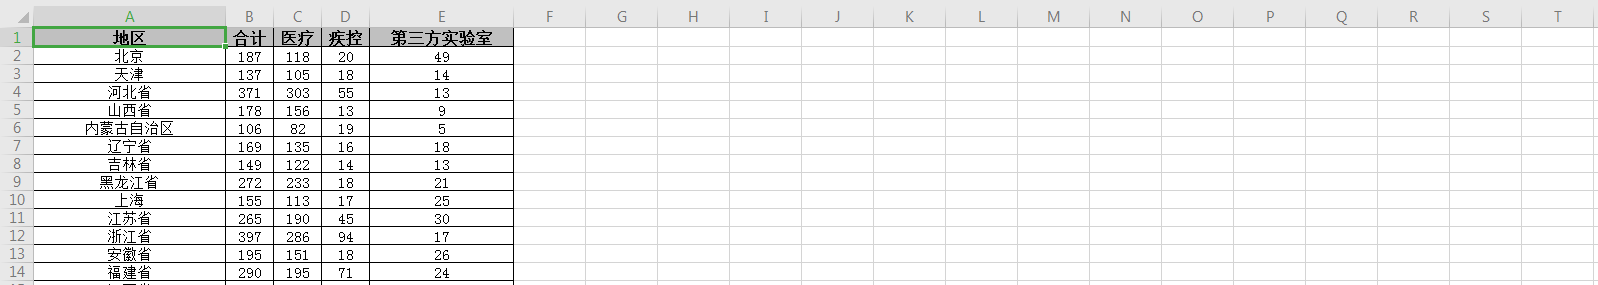 A B C D E F G H I J K L M N O P Q R S T
1 地区 合计 医疗 疾控 第三方实验室
2 北京 187 118 20 49
3 天津 137 105 18 14
4 河北省 371 303 55 13
5 山西省 178 156 13 9
6 内蒙古自治区 106 82 19 5
7 辽宁省 169 135 16 18
8 吉林省 149 122 14 13
9 黑龙江省 272 233 18 21
10 上海 155 113 17 25
11 江苏省 265 190 45 30
12 浙江省 397 286 94 17
13 安徽省 195 151 18 26
14 福建省 290 195 71 24